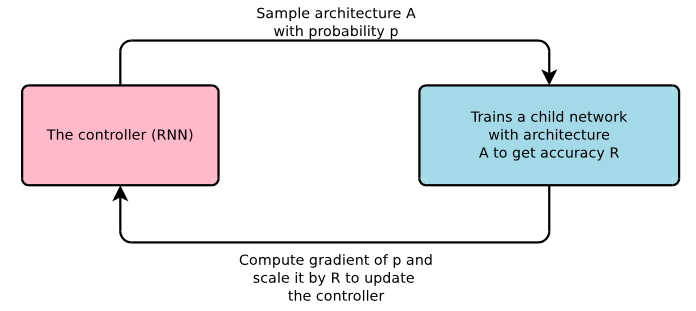 Sample architecture A
with probability p
The controller (RNN)
Trains a child network
with architecture
A to get accuracy R
Compute gradient of p and
scale it by R to update
the controller